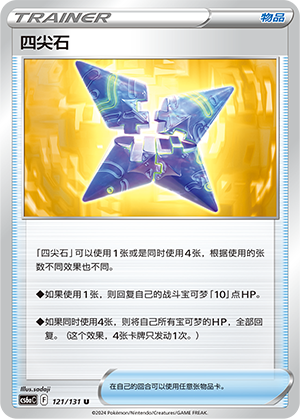 TRAINER
物品
四尖石
「四尖石」可以使用1张或是同时使用4张，根据使用的张
数不同效果也不同。
◆如果使用1张，则回复自己的战斗宝可梦「10」点HP。
◆如果同时使用4张，则将自己所有宝可梦的HP，全部回
复。（这个效果，4张卡牌只发动1次。）
Illus.sadaji
CS6aC F 121/131 U
在自己的回合可以使用任意张物品卡。
©2024 Pokémon/Nintendo/Creatures/GAME FREAK.